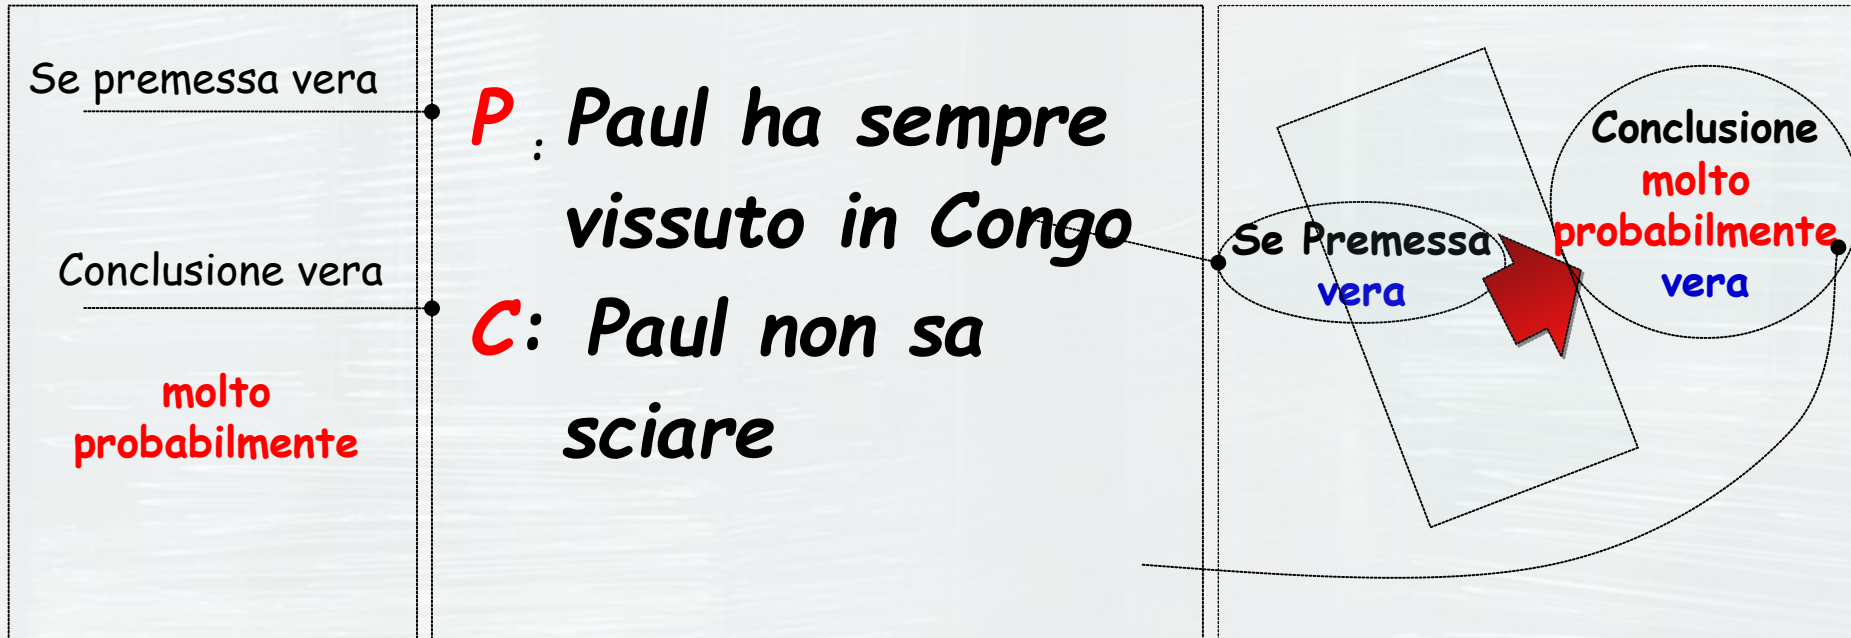 Se premessa vera
Conclusione vera
molto
probabilmente
P : Paul ha sempre
vissuto in Congo
C: Paul non sa
sciare
Se Premessa
vera
Conclusione
molto
probabilmente
vera